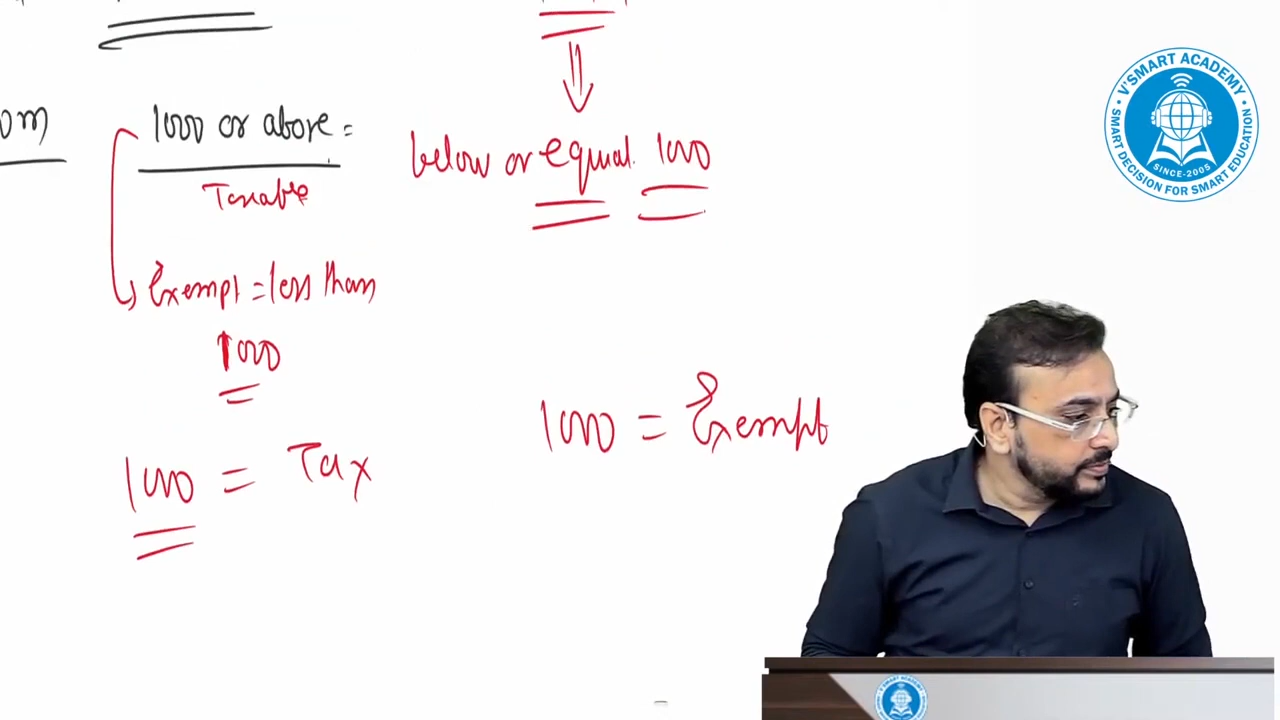 om
1000 or above =
Taxable
below or equal. 1000
Exempt = less than
1000
1000 = Exempt
1000 = Tax
V'SMART ACADEMY
SINCE-2005
SMART DECISION FOR SMART EDUCATION